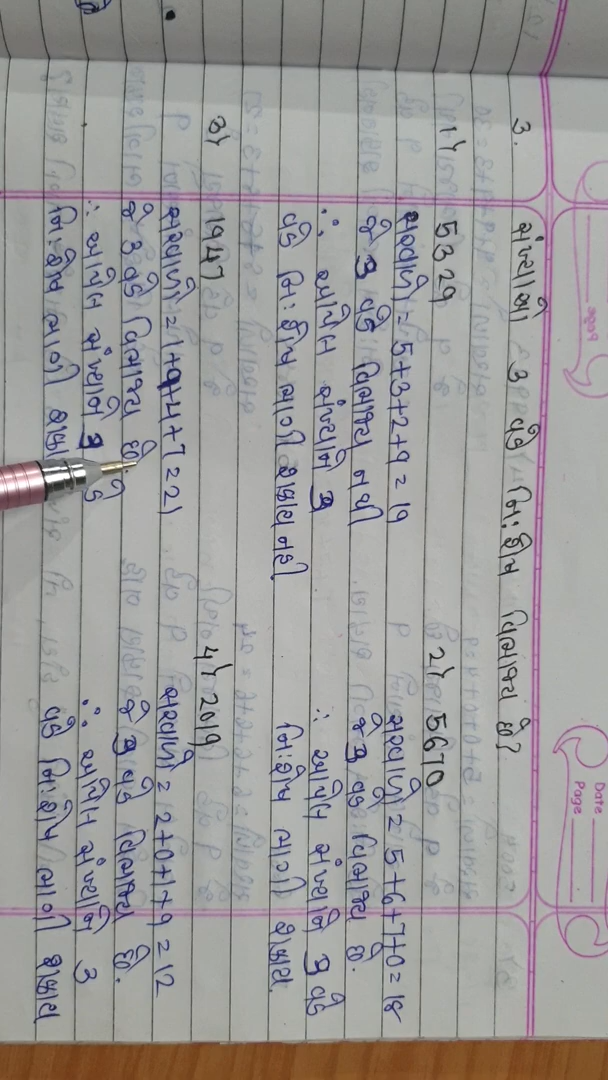 Date
Page
3. સંખ્યાઓ 3 વડે નિઃશેષ વિભાજ્ય છે?
1) 5329
સરવાળો = 5+3+2+9 = 19
જે 3 વડે વિભાજ્ય નથી
∴ આપેલ સંખ્યાને 3
વડે નિઃશેષ ભાગી શકાય નહી
2) 5670
સરવાળો = 5+6+7+0 = 18
જે 3 વડે વિભાજ્ય છે.
∴ આપેલ સંખ્યાને 3 વડે
નિઃશેષ ભાગી શકાય
3) 1947
સરવાળો = 1+9+4+7 = 21
જે 3 વડે વિભાજ્ય છે.
∴ આપેલ સંખ્યાને 3
નિઃશેષ ભાગી
4) 2019
સરવાળો = 2+0+1+9 = 12
જે 3 વડે વિભાજ્ય છે.
∴ આપેલ સંખ્યાને 3
વડે નિઃશેષ ભાગી શકાય